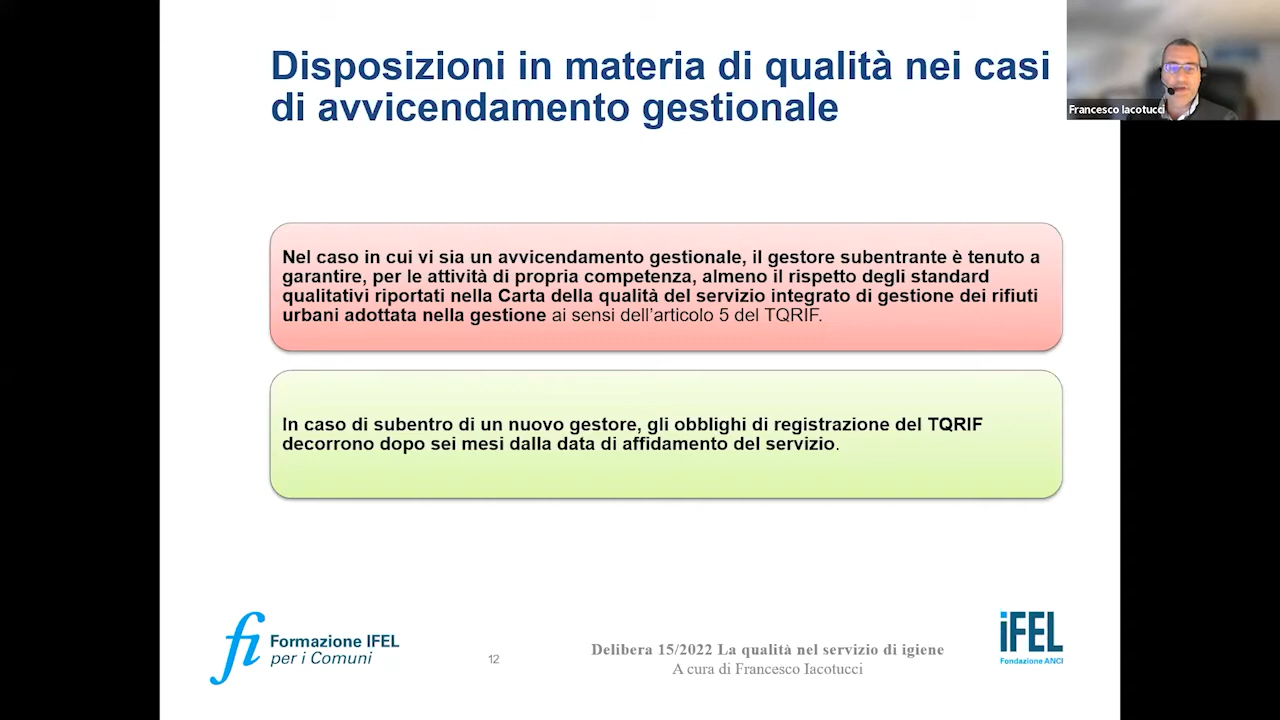 Disposizioni in materia di qualità nei casi
di avvicendamento gestionale
Francesco Iacotucci
Nel caso in cui vi sia un avvicendamento gestionale, il gestore subentrante è tenuto a
garantire, per le attività di propria competenza, almeno il rispetto degli standard
qualitativi riportati nella Carta della qualità del servizio integrato di gestione dei rifiuti
urbani adottata nella gestione ai sensi dell'articolo 5 del TQRIF.
In caso di subentro di un nuovo gestore, gli obblighi di registrazione del TQRIF
decorrono dopo sei mesi dalla data di affidamento del servizio.
fi
Formazione IFEL
per i Comuni
12
Delibera 15/2022 La qualità nel servizio di igiene
A cura di Francesco Iacotucci
iFEL
Fondazione ANCI